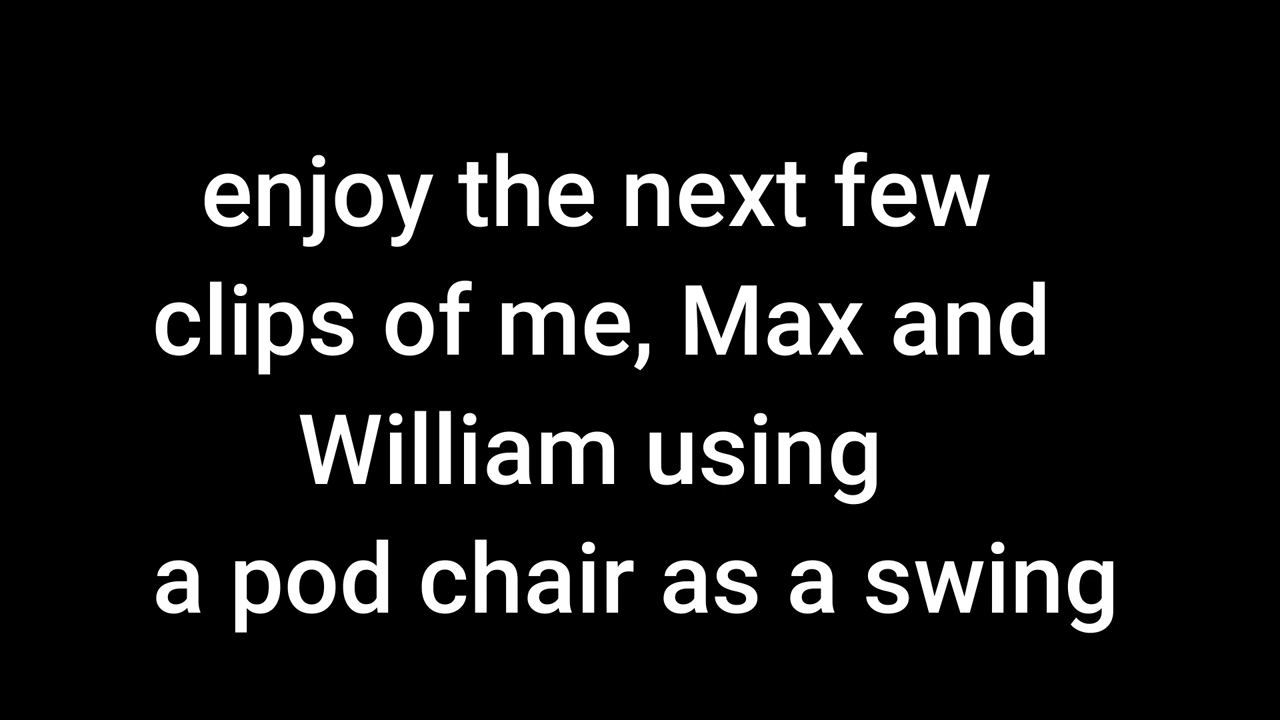 enjoy the next few
clips of me, Max and
William using
a pod chair as a swing